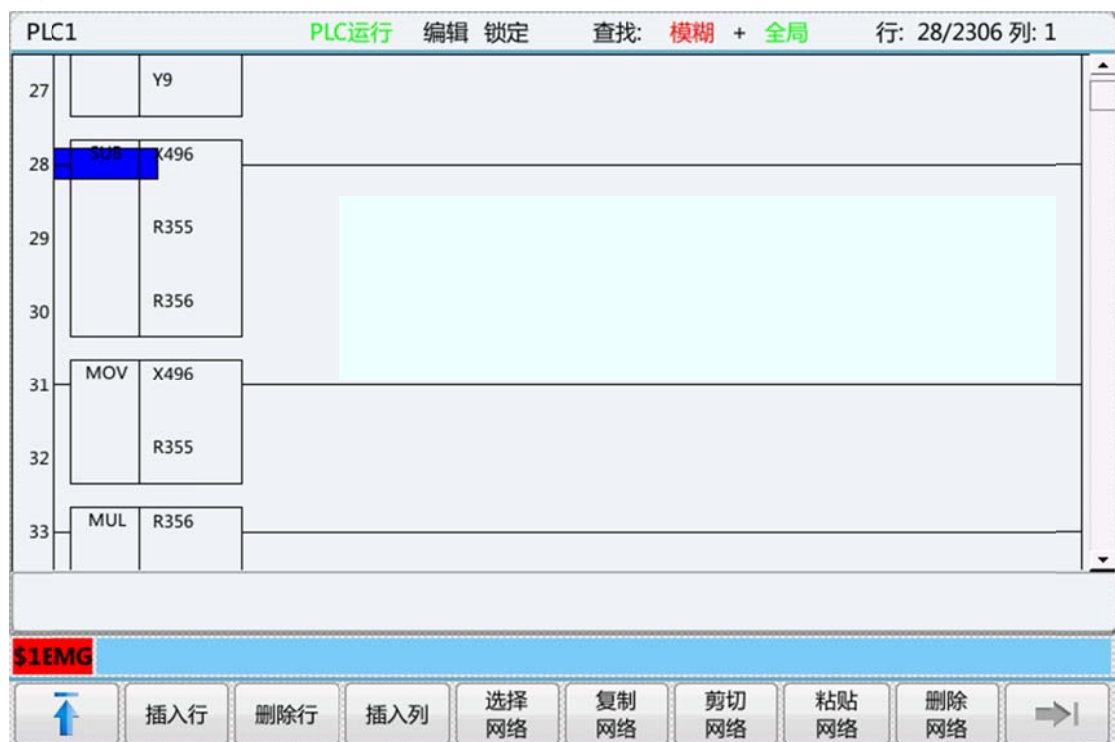 PLC1 PLC运行 编辑 锁定 查找: 模糊 + 全局 行: 28/2306 列: 1
27 Y9
28 SUB X496
29 R355
30 R356
31 MOV X496
32 R355
33 MUL R356
$1EMG
插入行 删除行 插入列 选择网络 复制网络 剪切网络 粘贴网络 删除网络